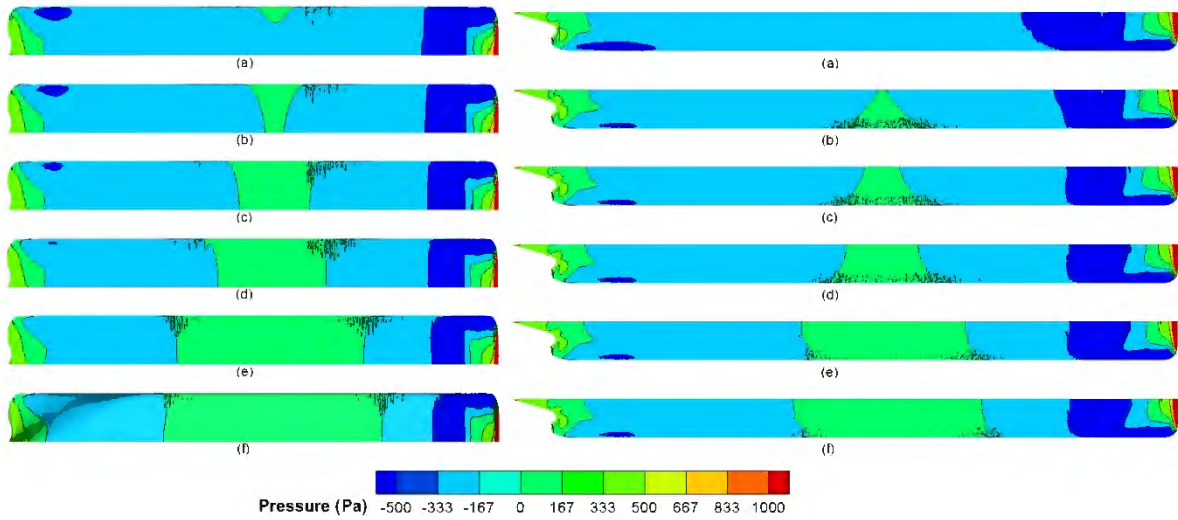 (a) (a)
(b) (b)
(c) (c)
(d) (d)
(e) (e)
(f) (f)
Pressure (Pa) -500 -333 -167 0 167 333 500 667 833 1000